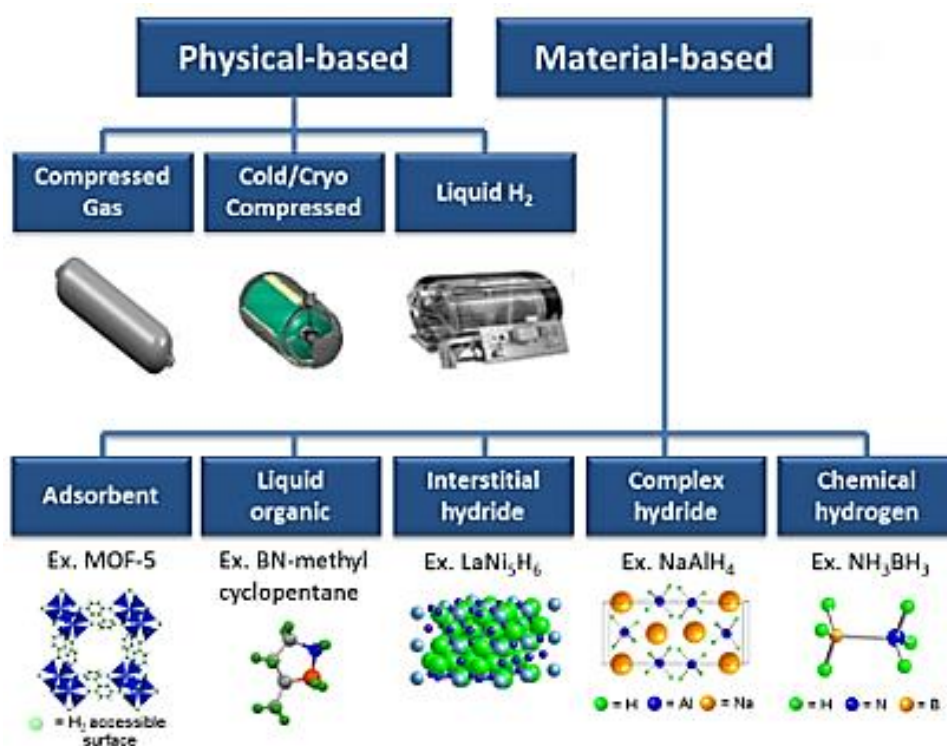 Physical-based
Material-based
Compressed
Gas
Cold/Cryo
Compressed
Liquid H₂
Adsorbent
Liquid
organic
Interstitial
hydride
Complex
hydride
Chemical
hydrogen
Ex. MOF-5
Ex. BN-methyl
cyclopentane
Ex. LaNi₅H₆
Ex. NaAlH₄
Ex. NH₃BH₃
= H₂ accessible
surface
= H = Al = Na
= H = N = B